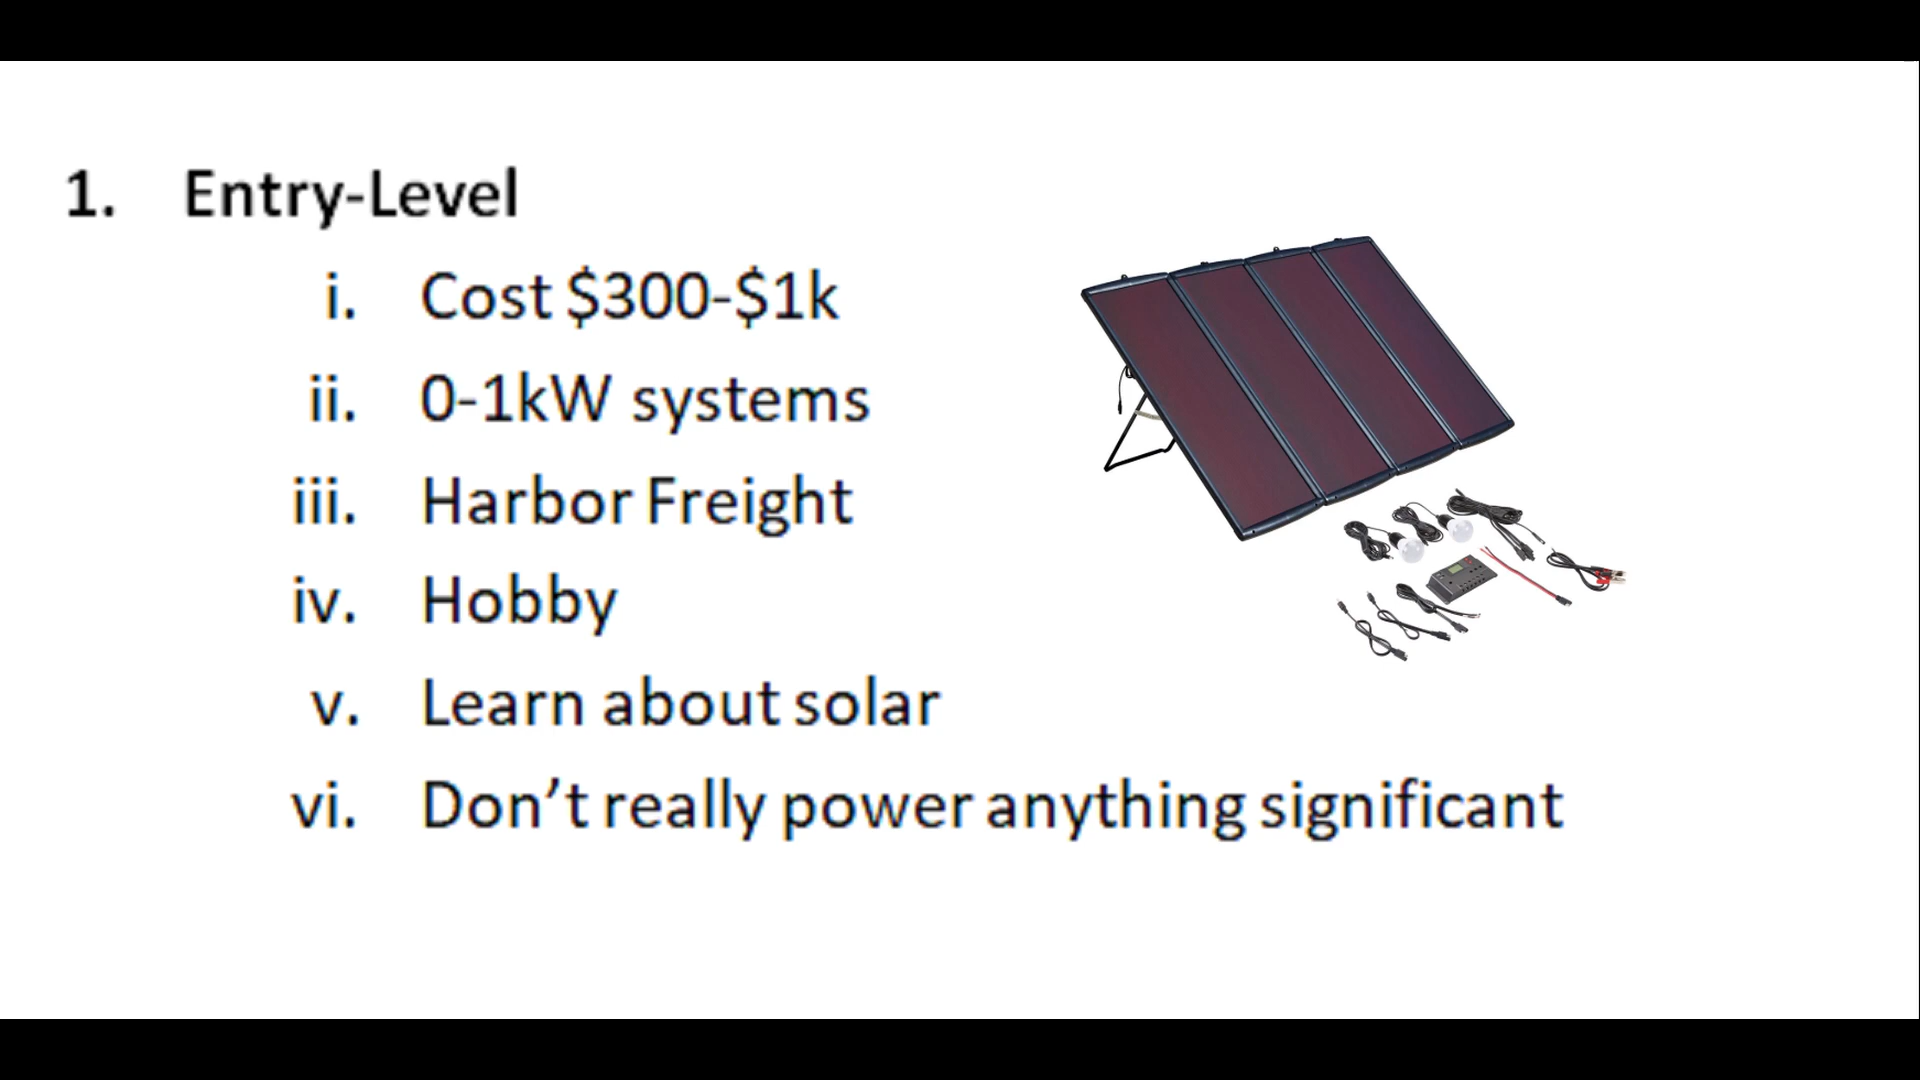 1. Entry-Level
i. Cost $300-$1k
ii. 0-1kW systems
iii. Harbor Freight
iv. Hobby
v. Learn about solar
vi. Don’t really power anything significant